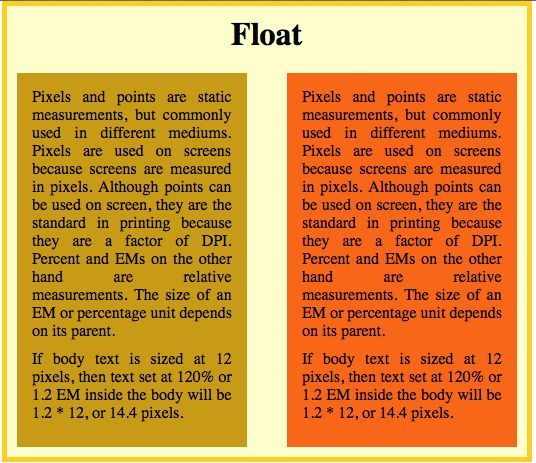 Float
Pixels and points are static
measurements, but commonly
used in different mediums.
Pixels are used on screens
because screens are measured
in pixels. Although points can
be used on screen, they are the
standard in printing because
they are a factor of DPI.
Percent and EMs on the other
hand are relative
measurements. The size of an
EM or percentage unit depends
on its parent.
If body text is sized at 12
pixels, then text set at 120% or
1.2 EM inside the body will be
1.2 * 12, or 14.4 pixels.
Pixels and points are static
measurements, but commonly
used in different mediums.
Pixels are used on screens
because screens are measured
in pixels. Although points can
be used on screen, they are the
standard in printing because
they are a factor of DPI.
Percent and EMs on the other
hand are relative
measurements. The size of an
EM or percentage unit depends
on its parent.
If body text is sized at 12
pixels, then text set at 120% or
1.2 EM inside the body will be
1.2 * 12, or 14.4 pixels.